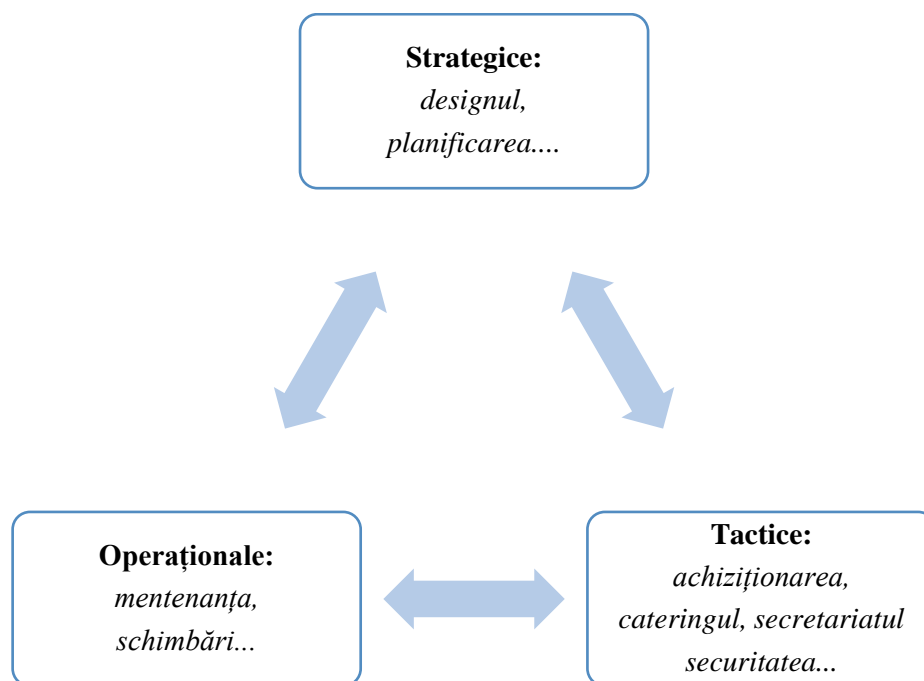 Strategice:
designul,
planificarea....
Operaționale:
mentenanța,
schimbări...
Tactice:
achiziționarea,
cateringul, secretariatul
securitatea...